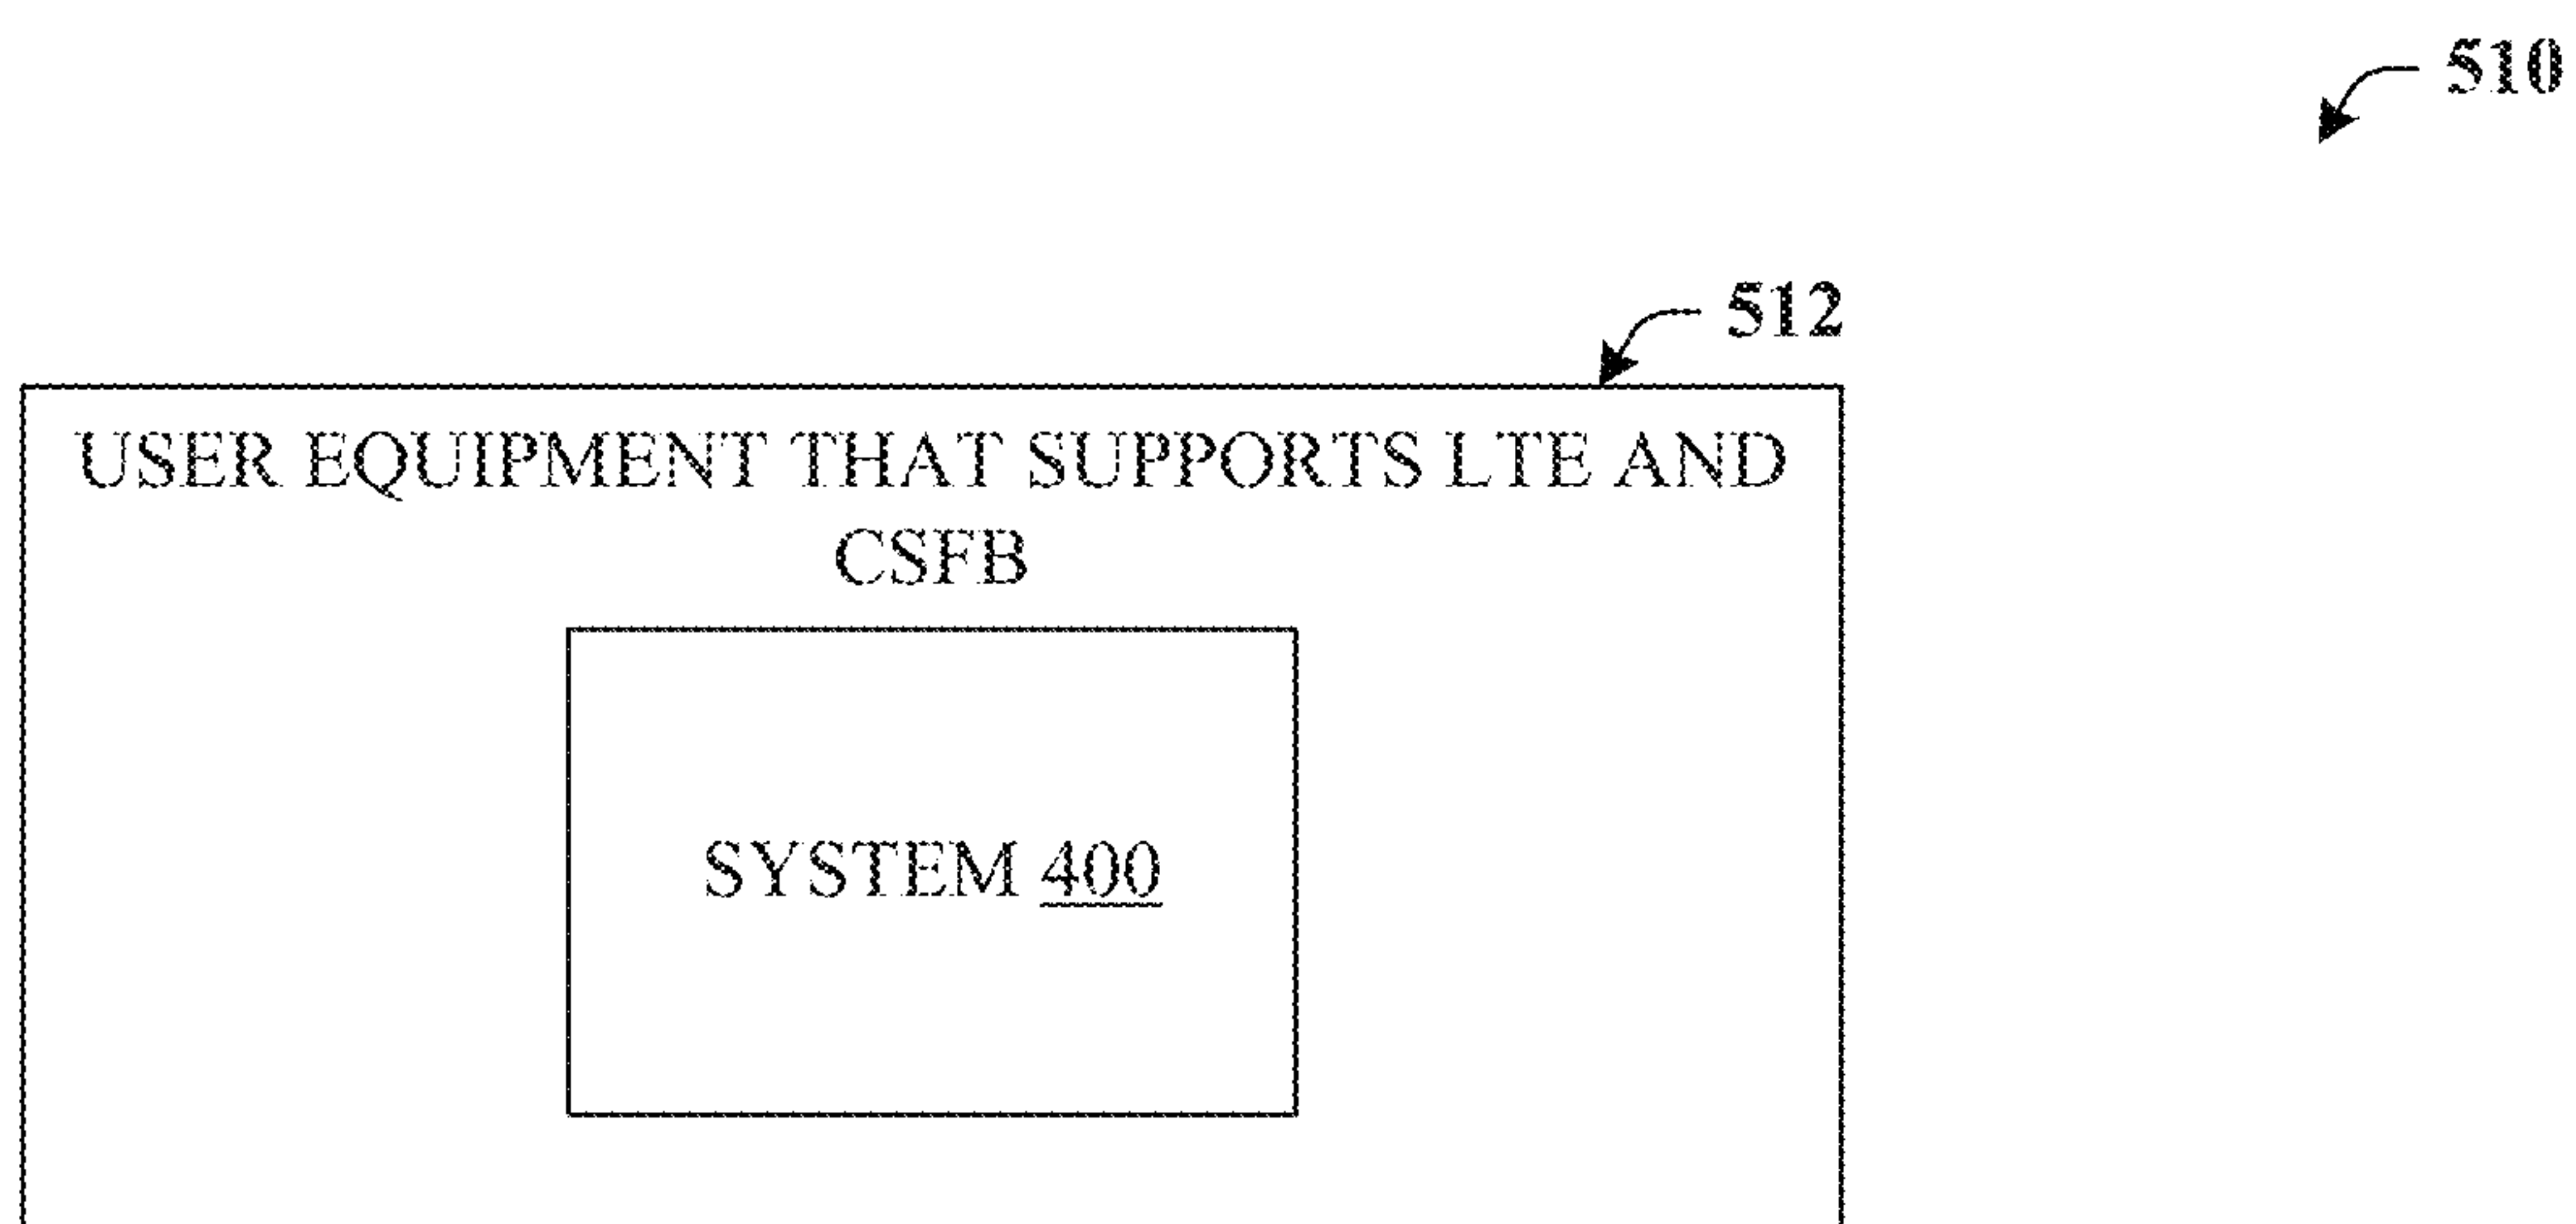 510
512
USER EQUIPMENT THAT SUPPORTS LTE AND
CSFB
SYSTEM 400